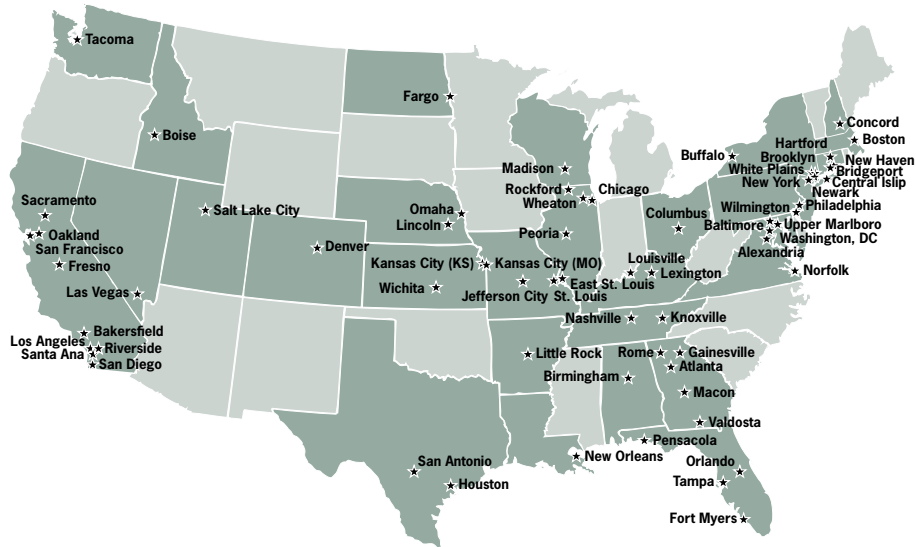 Tacoma
Fargo
Concord
Boise
Boston
Hartford
Buffalo
Brooklyn
New Haven
Madison
White Plains
Bridgeport
New York
Central Islip
Rockford
Chicago
Newark
Wheaton
Sacramento
Salt Lake City
Omaha
Columbus
Wilmington
Philadelphia
Lincoln
Peoria
Baltimore
Upper Marlboro
Oakland
Washington, DC
San Francisco
Denver
Alexandria
Fresno
Kansas City (KS)
Kansas City (MO)
Louisville
Lexington
Norfolk
Las Vegas
Wichita
East St. Louis
Jefferson City
St. Louis
Nashville
Knoxville
Bakersfield
Los Angeles
Riverside
Santa Ana
Little Rock
Rome
Gainesville
San Diego
Atlanta
Birmingham
Macon
Valdosta
Pensacola
New Orleans
San Antonio
Orlando
Houston
Tampa
Fort Myers